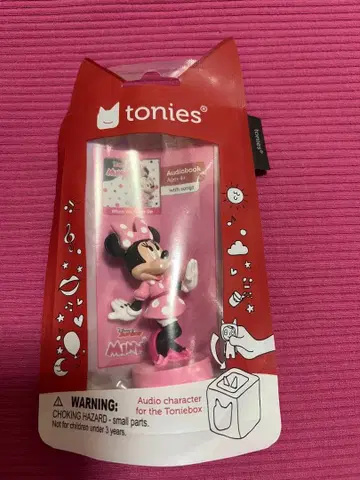 tonies®
tonies®
Audiobook
Ages 4+
with songs
MINNIE
Audio character
for the Toniebox
WARNING:
CHOKING HAZARD - small parts.
Not for children under 3 years.